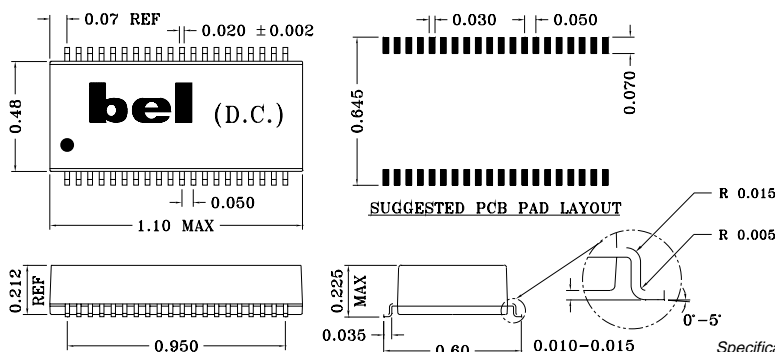 0.07 REF
0.020 ±0.002
0.48
bel (D.C.)
0.050
1.10 MAX
0.030
0.050
0.645
0.070
SUGGESTED PCB PAD LAYOUT
R 0.015
R 0.005
0.212 REF
0.950
0.225 MAX
0.035
0.60
0.010-0.015
0°-5°
Specifica